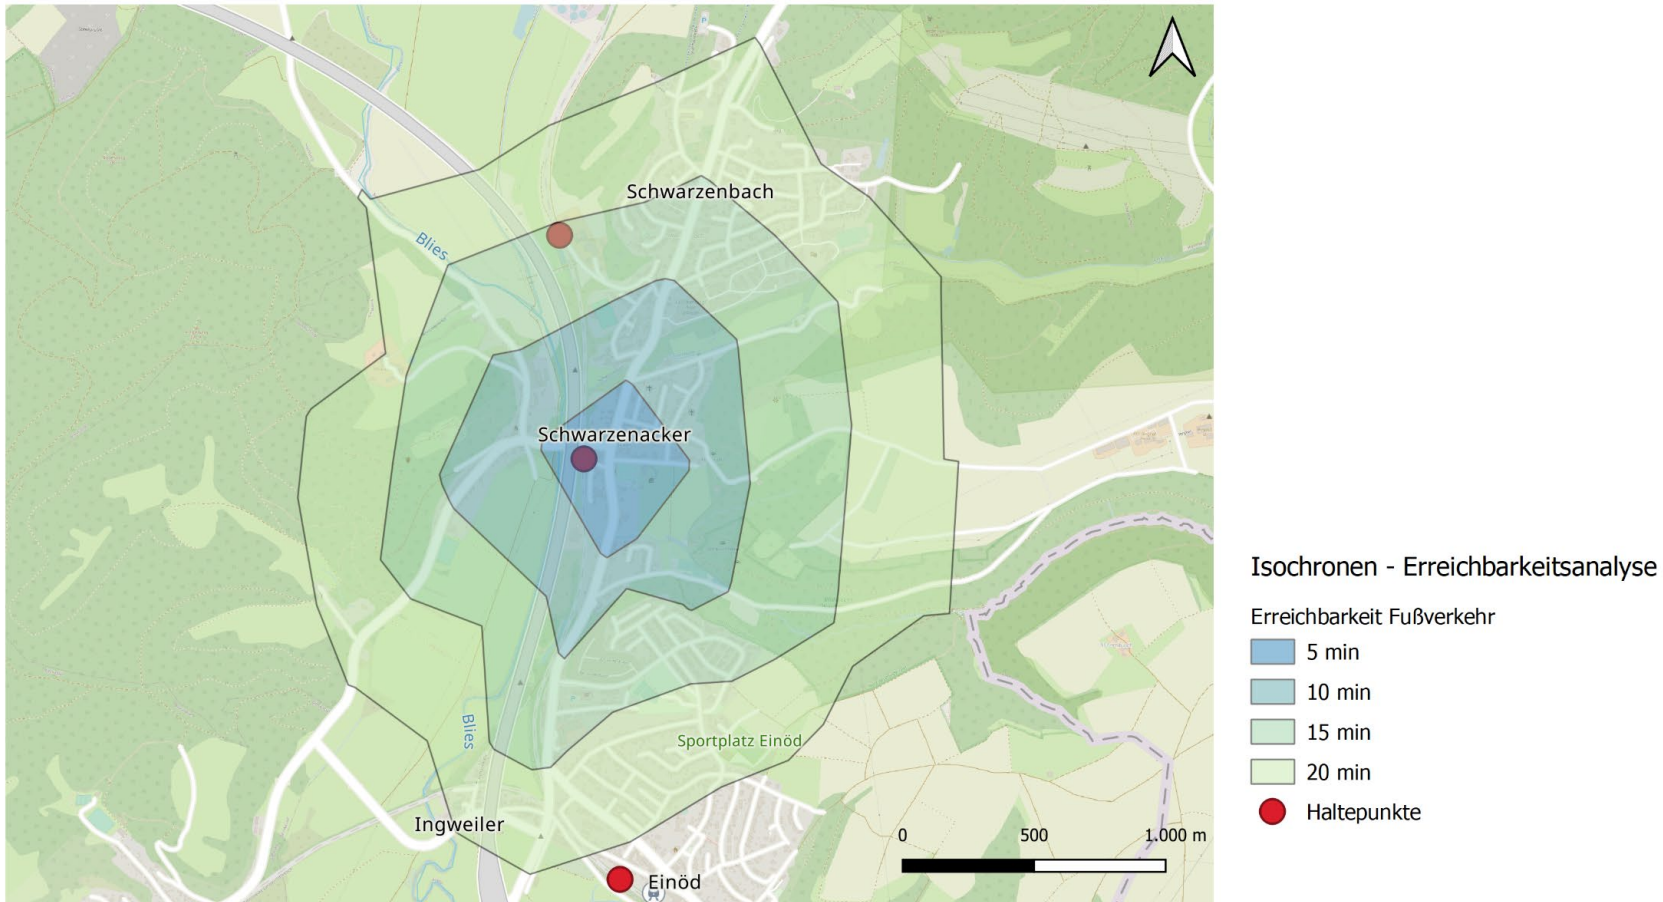 Schwarzenbach
Blies
Schwarzenacker
Blies
Sportplatz Einöd
Ingweiler
Einöd
0 500 1.000 m
Isochronen - Erreichbarkeitsanalyse
Erreichbarkeit Fußverkehr
5 min
10 min
15 min
20 min
Haltepunkte